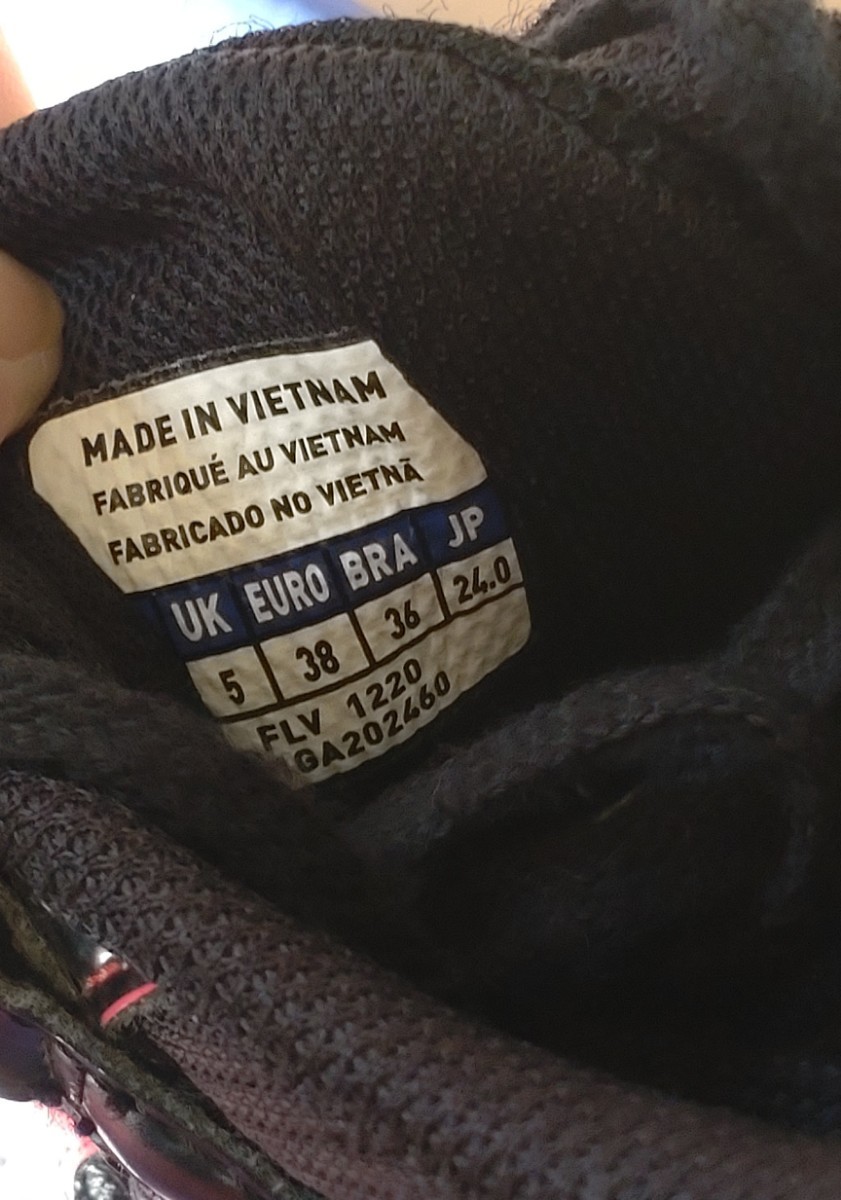 MADE IN VIETNAM
FABRIQUÉ AU VIETNAM
FABRICADO NO VIETNÃ
UK EURO BRA JP
5 38 36 24.0
FLV 1220
GA202460